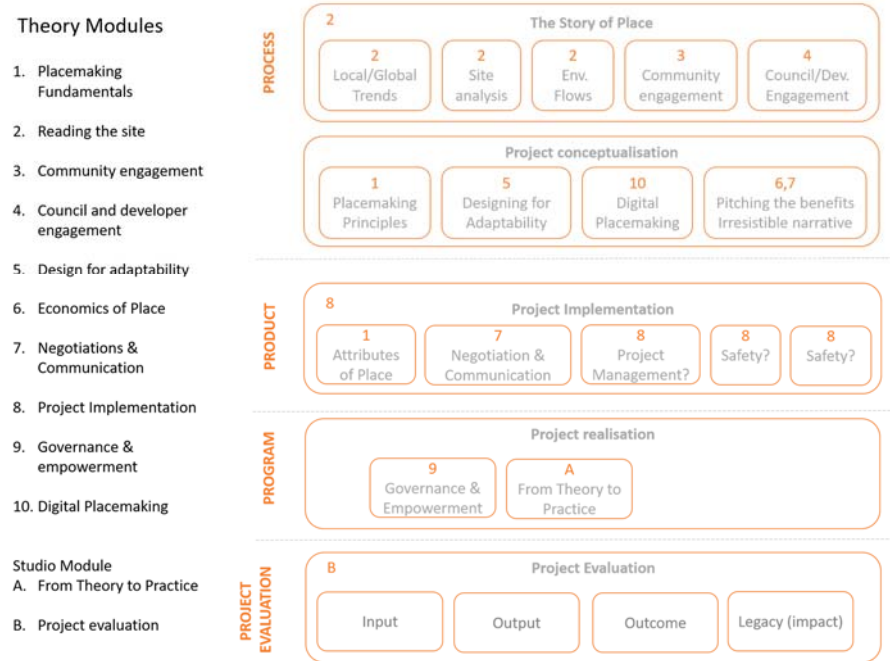 Theory Modules
1. Placemaking
Fundamentals
2. Reading the site
3. Community engagement
4. Council and developer
engagement
5. Design for adaptability
6. Economics of Place
7. Negotiations &
Communication
8. Project Implementation
9. Governance &
empowerment
10. Digital Placemaking
Studio Module
A. From Theory to Practice
B. Project evaluation
PROCESS
2
The Story of Place
2
Local/Global
Trends
2
Site
analysis
2
Env.
Flows
3
Community
engagement
4
Council/Dev.
Engagement
Project conceptualisation
1
Placemaking
Principles
5
Designing for
Adaptability
10
Digital
Placemaking
6,7
Pitching the benefits
Irresistible narrative
PRODUCT
8
Project Implementation
1
Attributes
of Place
7
Negotiation &
Communication
8
Project
Management?
8
Safety?
8
Safety?
PROGRAM
Project realisation
9
Governance &
Empowerment
A
From Theory to
Practice
PROJECT
EVALUATION
B
Project Evaluation
Input
Output
Outcome
Legacy (impact)